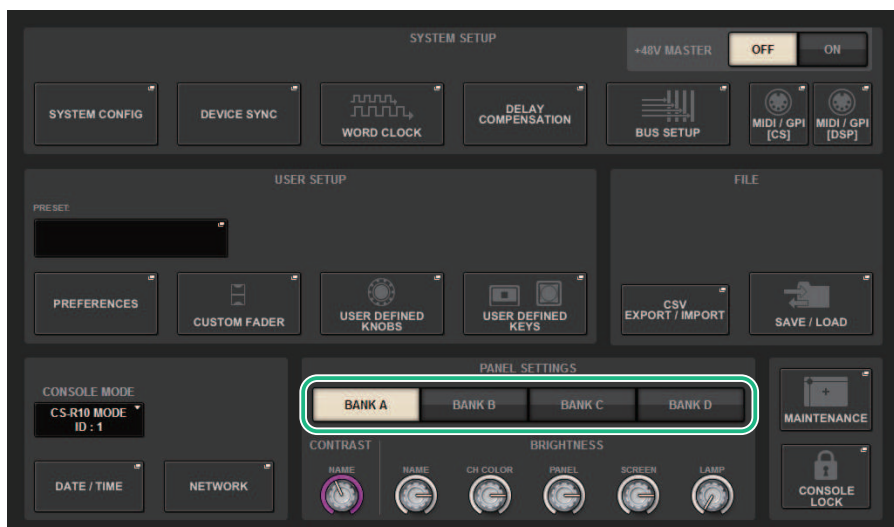 SYSTEM SETUP
+48V MASTER OFF ON
SYSTEM CONFIG
DEVICE SYNC
WORD CLOCK
DELAY
COMPENSATION
BUS SETUP
MIDI / GPI
[CS]
MIDI / GPI
[DSP]
USER SETUP
PRESET
PREFERENCES
CUSTOM FADER
USER DEFINED
KNOBS
USER DEFINED
KEYS
FILE
CSV
EXPORT / IMPORT
SAVE / LOAD
CONSOLE MODE
CS-R10 MODE
ID : 1
DATE / TIME
NETWORK
PANEL SETTINGS
BANK A BANK B BANK C BANK D
CONTRAST
NAME
BRIGHTNESS
NAME CH COLOR PANEL SCREEN LAMP
MAINTENANCE
CONSOLE
LOCK